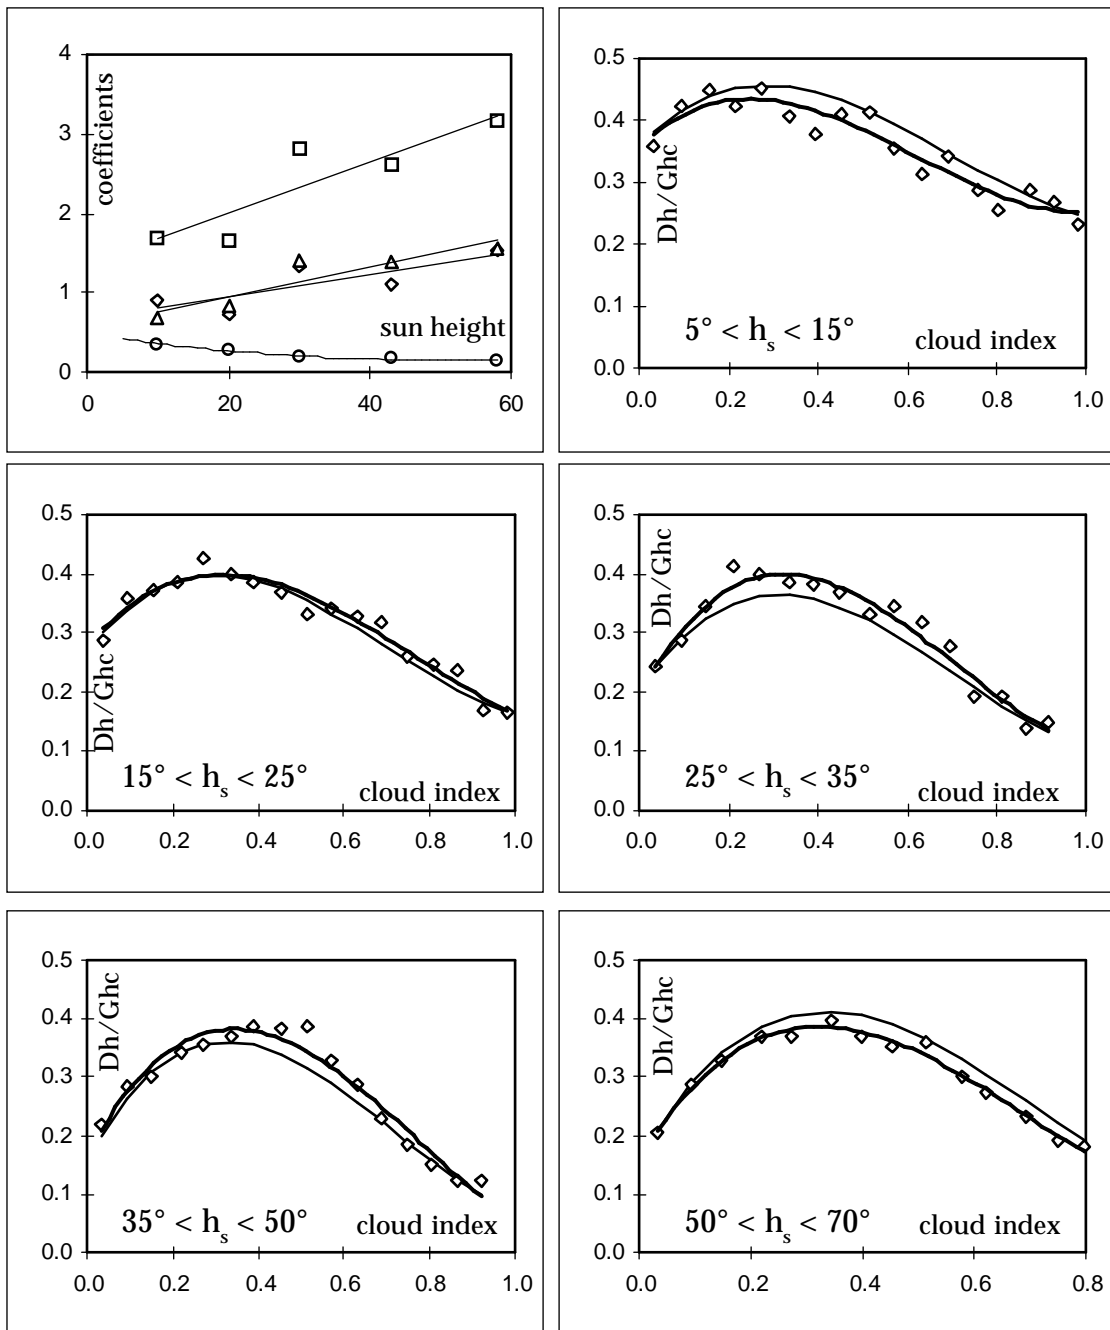 4
3
2
1
0
coefficients
sun height
0 20 40 60
0.5
0.4
0.3
0.2
0.1
0.0
Dh/Ghc
5° < hs < 15°
cloud index
0.0 0.2 0.4 0.6 0.8 1.0
0.5
0.4
0.3
0.2
0.1
0.0
Dh/Ghc
15° < hs < 25°
cloud index
0.0 0.2 0.4 0.6 0.8 1.0
0.5
0.4
0.3
0.2
0.1
0.0
Dh/Ghc
25° < hs < 35°
cloud index
0.0 0.2 0.4 0.6 0.8 1.0
0.5
0.4
0.3
0.2
0.1
0.0
Dh/Ghc
35° < hs < 50°
cloud index
0.0 0.2 0.4 0.6 0.8 1.0
0.5
0.4
0.3
0.2
0.1
0.0
Dh/Ghc
50° < hs < 70°
cloud index
0.0 0.2 0.4 0.6 0.8